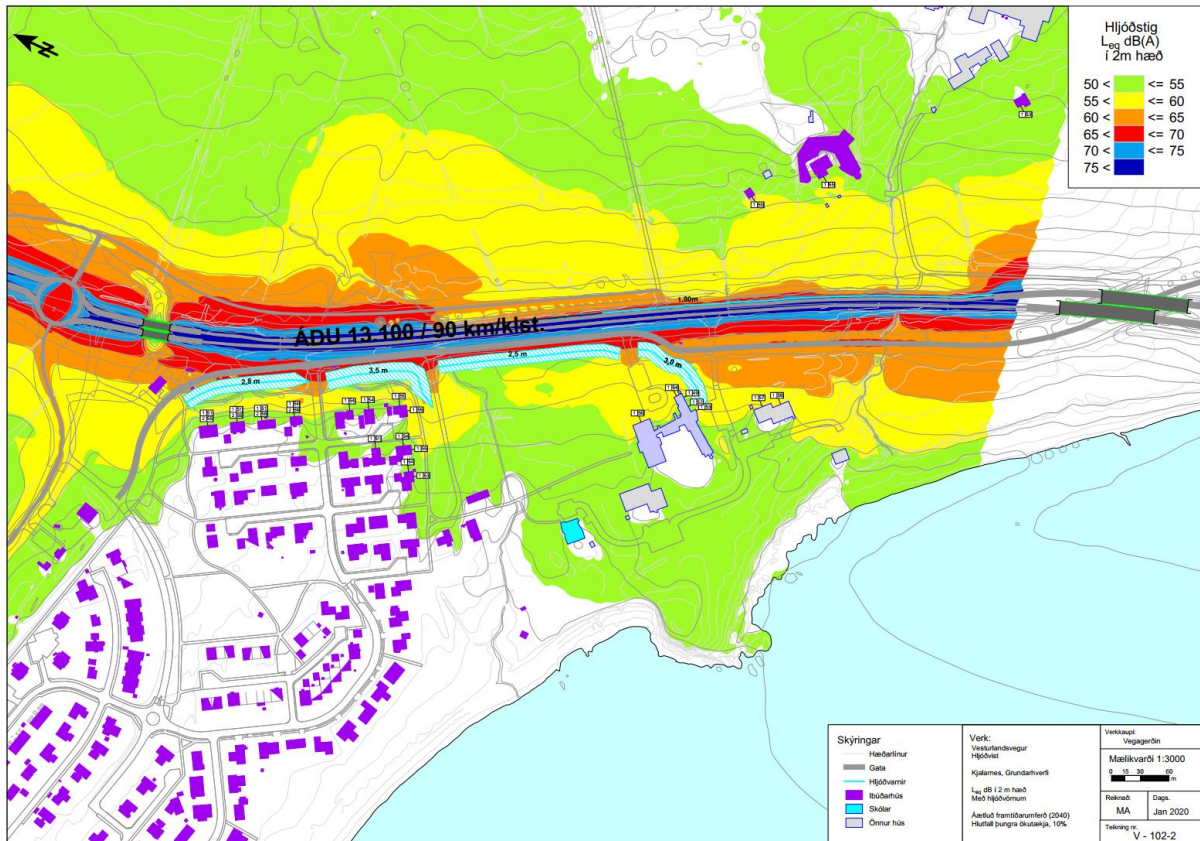 N
Hljóðstig
Leq dB(A)
í 2m hæð
50 < <= 55
55 < <= 60
60 < <= 65
65 < <= 70
70 < <= 75
75 <
1,80m
ÁDU 13.100 / 90 km/klst.
2,8 m
3,5 m
2,5 m
3,0 m
Skýringar
Hæðarlínur
Gata
Hljóðvarnir
Íbúðarhús
Skólar
Önnur hús
Verk:
Vesturlandsvegur
Hljóðvist
Kjalarnes, Grundarhverfi
Leq dB í 2 m hæð
Með hljóðvörnum
Áætluð framtíðarumferð (2040)
Hlutfall þungra ökutækja, 10%
Verkkaupi:
Vegagerðin
Mælikvarði 1:3000
0 15 30 60
m
Reiknað:
MA
Dags.
Jan 2020
Teikning nr.
V - 102-2